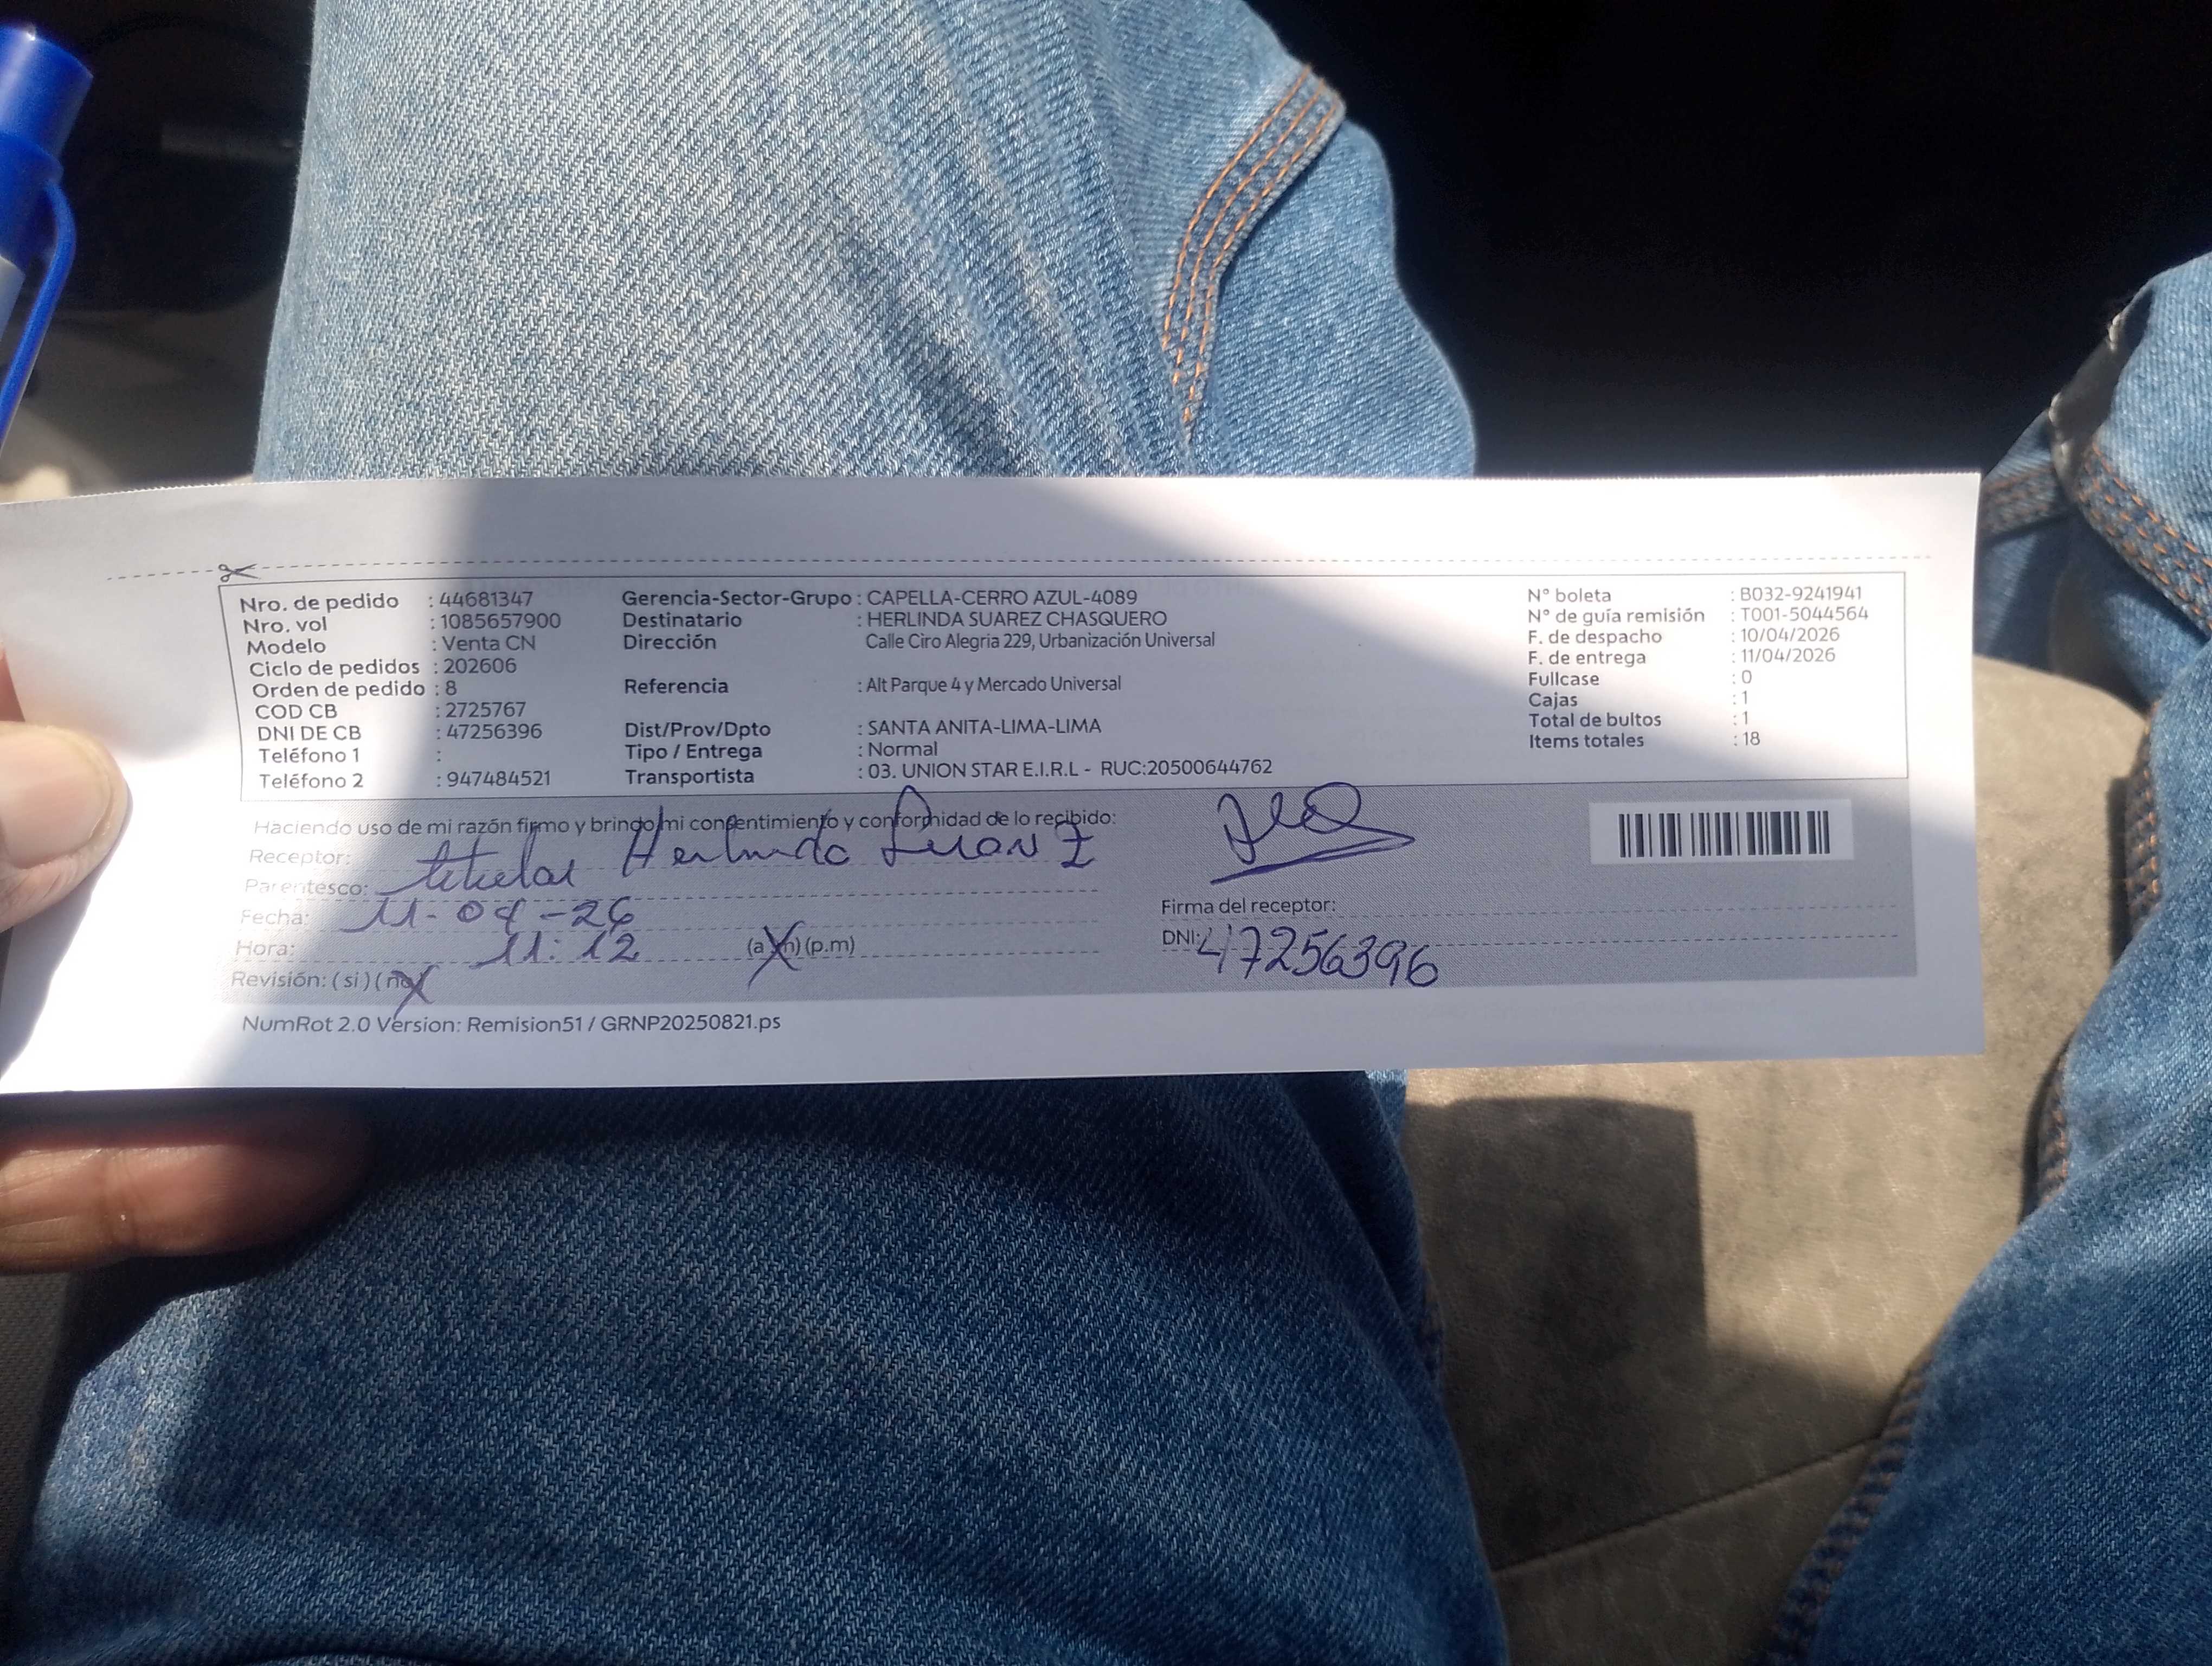 Nro. de pedido : 44681347
Nro. vol : 1085657900
Modelo : Venta CN
Ciclo de pedidos : 202606
Orden de pedido : 8
COD CB : 2725767
DNI DE CB : 47256396
Teléfono 1 :
Teléfono 2 : 947484521
Gerencia-Sector-Grupo : CAPELLA-CERRO AZUL-4089
Destinatario : HERLINDA SUAREZ CHASQUERO
Dirección Calle Ciro Alegria 229, Urbanización Universal
Referencia : Alt Parque 4 y Mercado Universal
Dist/Prov/Dpto : SANTA ANITA-LIMA-LIMA
Tipo / Entrega : Normal
Transportista : 03. UNION STAR E.I.R.L - RUC:20500644762
N° boleta : B032-9241941
N° de guía remisión : T001-5044564
F. de despacho : 10/04/2026
F. de entrega : 11/04/2026
Fullcase : 0
Cajas : 1
Total de bultos : 1
Items totales : 18
Haciendo uso de mi razón firmo y bringo mi consentimiento y conformidad de lo recibido:
Receptor: Herlinda Suarez
Parentesco: titular
Fecha: 11-04-26
Hora: 11:12 (a.m) (p.m)
Revisión: (si) (no)
Firma del receptor:
DNI: 47256396
NumRot 2.0 Version: Remision51 / GRNP20250821.ps